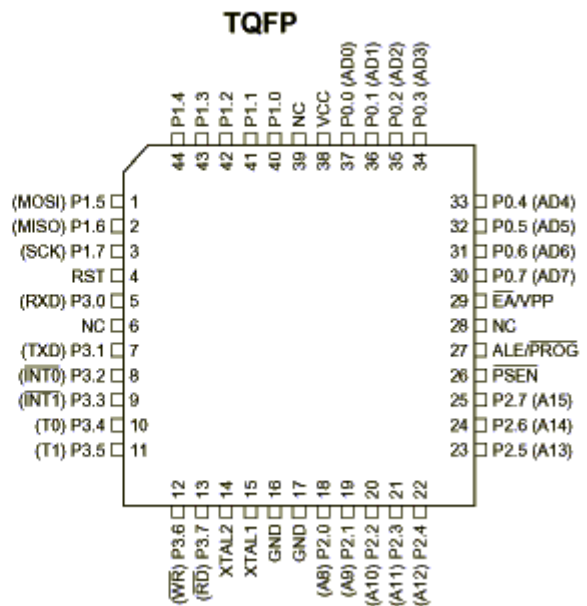 TQFP
P1.4
P1.3
P1.2
P1.1
P1.0
NC
VCC
P0.0 (AD0)
P0.1 (AD1)
P0.2 (AD2)
P0.3 (AD3)
44
43
42
41
40
39
38
37
36
35
34
(MOSI) P1.5 1
(MISO) P1.6 2
(SCK) P1.7 3
RST 4
(RXD) P3.0 5
NC 6
(TXD) P3.1 7
(INT0) P3.2 8
(INT1) P3.3 9
(T0) P3.4 10
(T1) P3.5 11
33 P0.4 (AD4)
32 P0.5 (AD5)
31 P0.6 (AD6)
30 P0.7 (AD7)
29 EA/VPP
28 NC
27 ALE/PROG
26 PSEN
25 P2.7 (A15)
24 P2.6 (A14)
23 P2.5 (A13)
12
13
14
15
16
17
18
19
20
21
22
(WR) P3.6
(RD) P3.7
XTAL2
XTAL1
GND
GND
(A8) P2.0
(A9) P2.1
(A10) P2.2
(A11) P2.3
(A12) P2.4